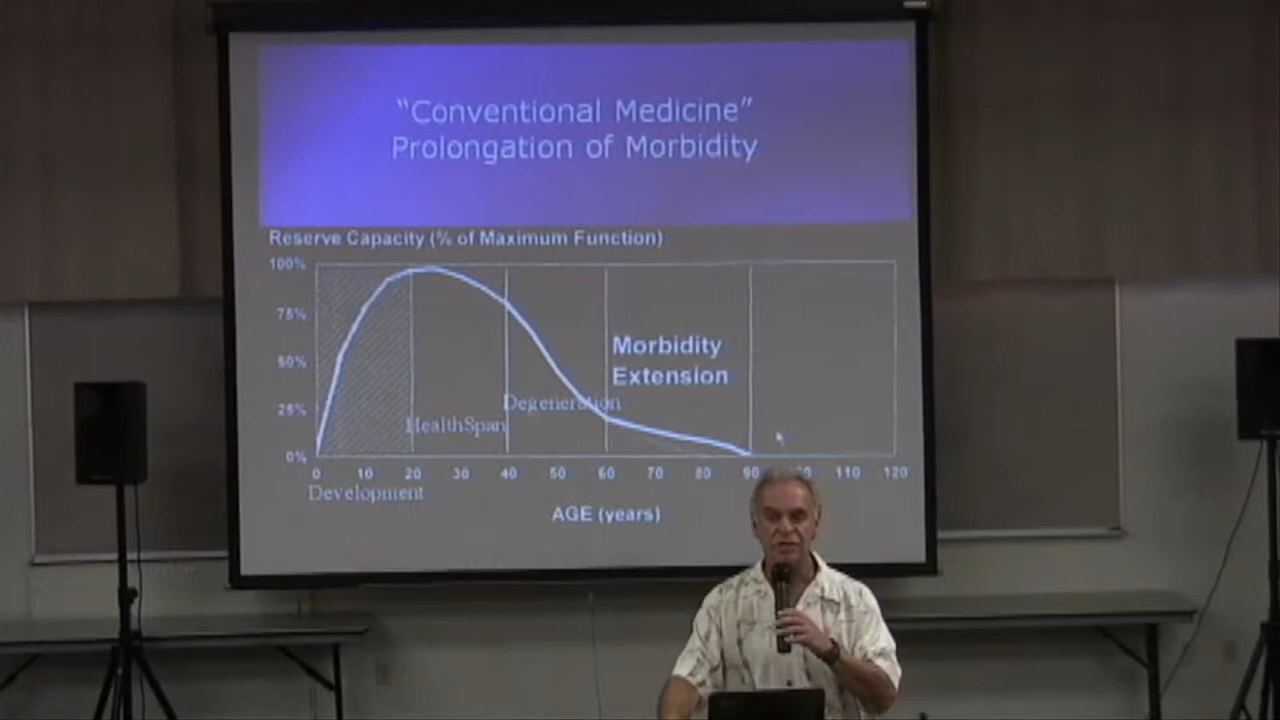 “Conventional Medicine”
Prolongation of Morbidity
Reserve Capacity (% of Maximum Function)
100%
75%
50%
25%
0%
Morbidity
Extension
Degeneration
HealthSpan
0 10 20 30 40 50 60 70 80 90 110 120
Development
AGE (years)